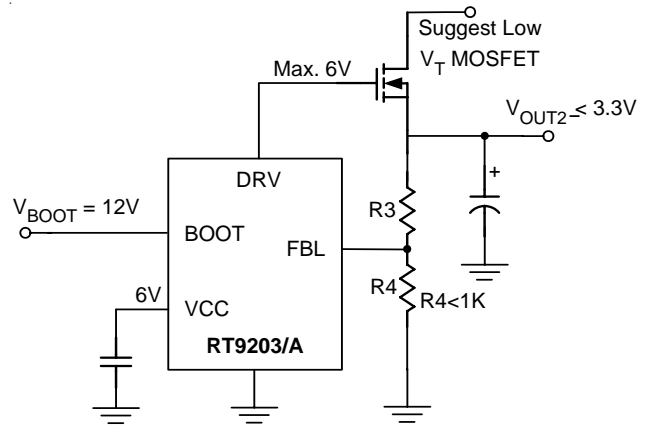 Suggest Low
V_T MOSFET
Max. 6V
V_OUT2 ≤ 3.3V
DRV
R3
V_BOOT = 12V
BOOT
FBL
+
6V
VCC
R4
R4<1K
RT9203/A